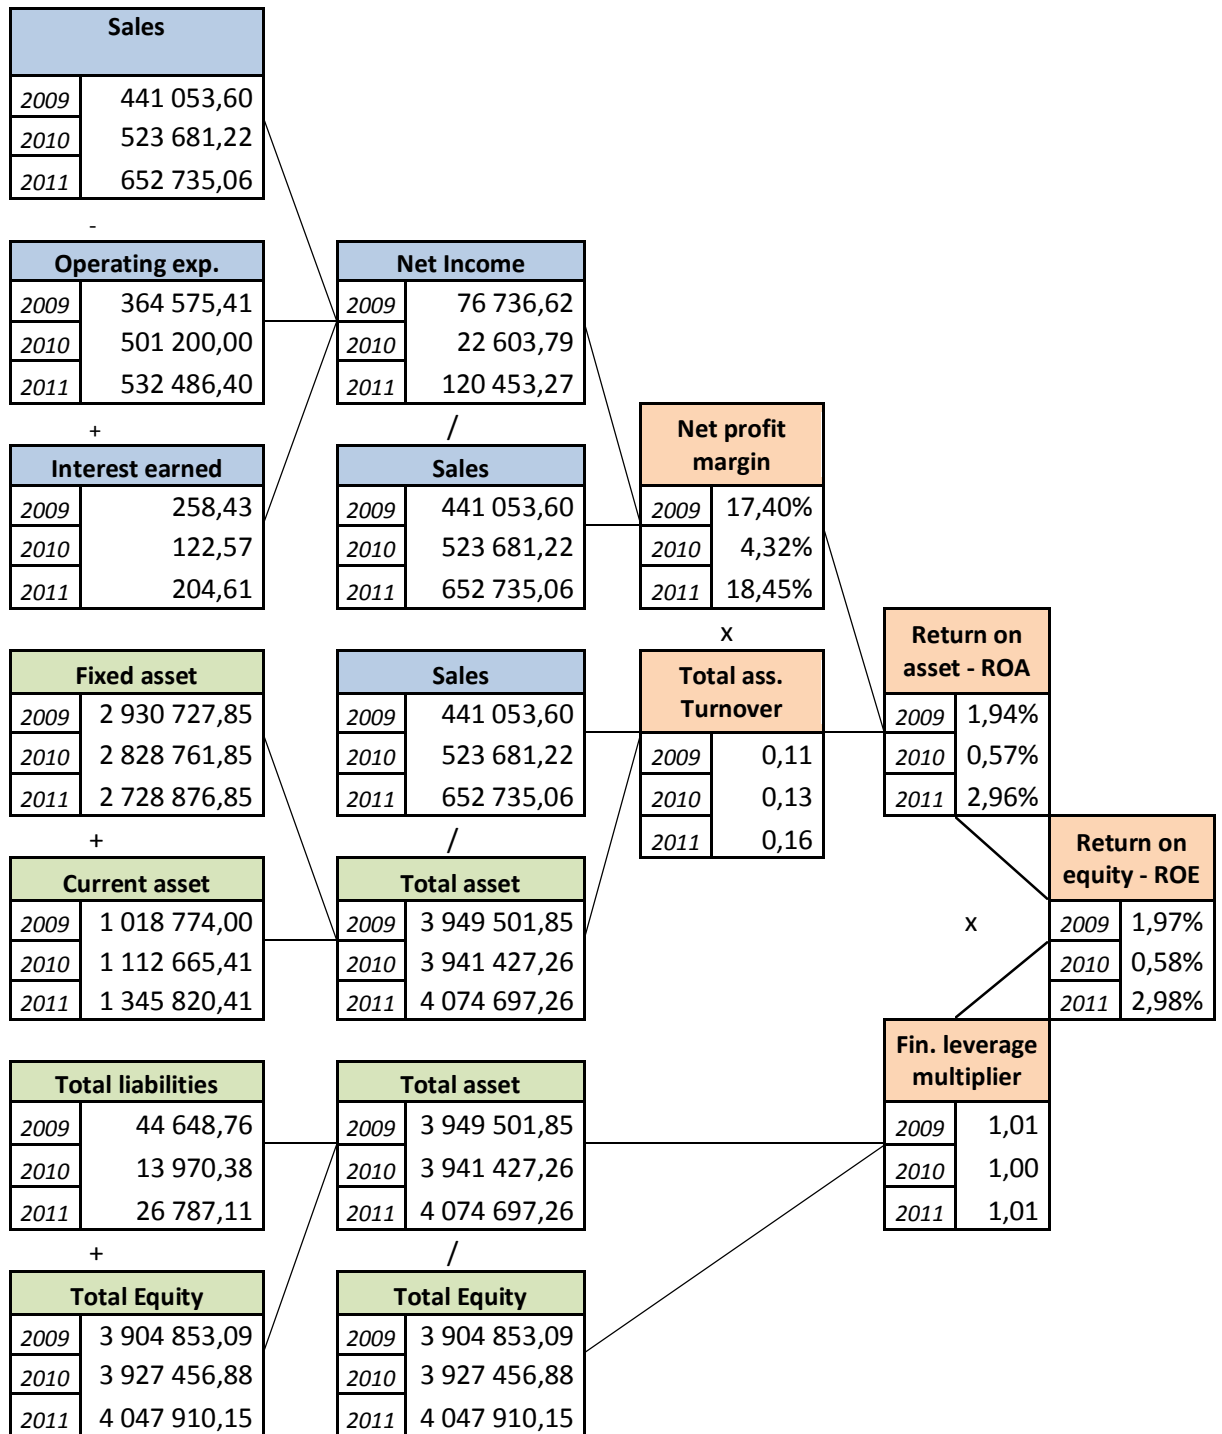 Sales
2009 441 053,60
2010 523 681,22
2011 652 735,06
-
Operating exp.
2009 364 575,41
2010 501 200,00
2011 532 486,40
+
Interest earned
2009 258,43
2010 122,57
2011 204,61
Net Income
2009 76 736,62
2010 22 603,79
2011 120 453,27
/
Sales
2009 441 053,60
2010 523 681,22
2011 652 735,06
Net profit
margin
2009 17,40%
2010 4,32%
2011 18,45%
x
Fixed asset
2009 2 930 727,85
2010 2 828 761,85
2011 2 728 876,85
+
Current asset
2009 1 018 774,00
2010 1 112 665,41
2011 1 345 820,41
Sales
2009 441 053,60
2010 523 681,22
2011 652 735,06
/
Total asset
2009 3 949 501,85
2010 3 941 427,26
2011 4 074 697,26
Total ass.
Turnover
2009 0,11
2010 0,13
2011 0,16
Return on
asset - ROA
2009 1,94%
2010 0,57%
2011 2,96%
x
Return on
equity - ROE
2009 1,97%
2010 0,58%
2011 2,98%
Total liabilities
2009 44 648,76
2010 13 970,38
2011 26 787,11
+
Total Equity
2009 3 904 853,09
2010 3 927 456,88
2011 4 047 910,15
Total asset
2009 3 949 501,85
2010 3 941 427,26
2011 4 074 697,26
/
Total Equity
2009 3 904 853,09
2010 3 927 456,88
2011 4 047 910,15
Fin. leverage
multiplier
2009 1,01
2010 1,00
2011 1,01